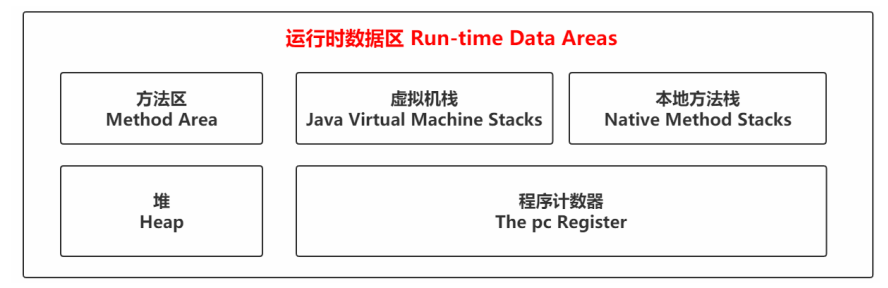 运行时数据区 Run-time Data Areas
方法区
Method Area
虚拟机栈
Java Virtual Machine Stacks
本地方法栈
Native Method Stacks
堆
Heap
程序计数器
The pc Register